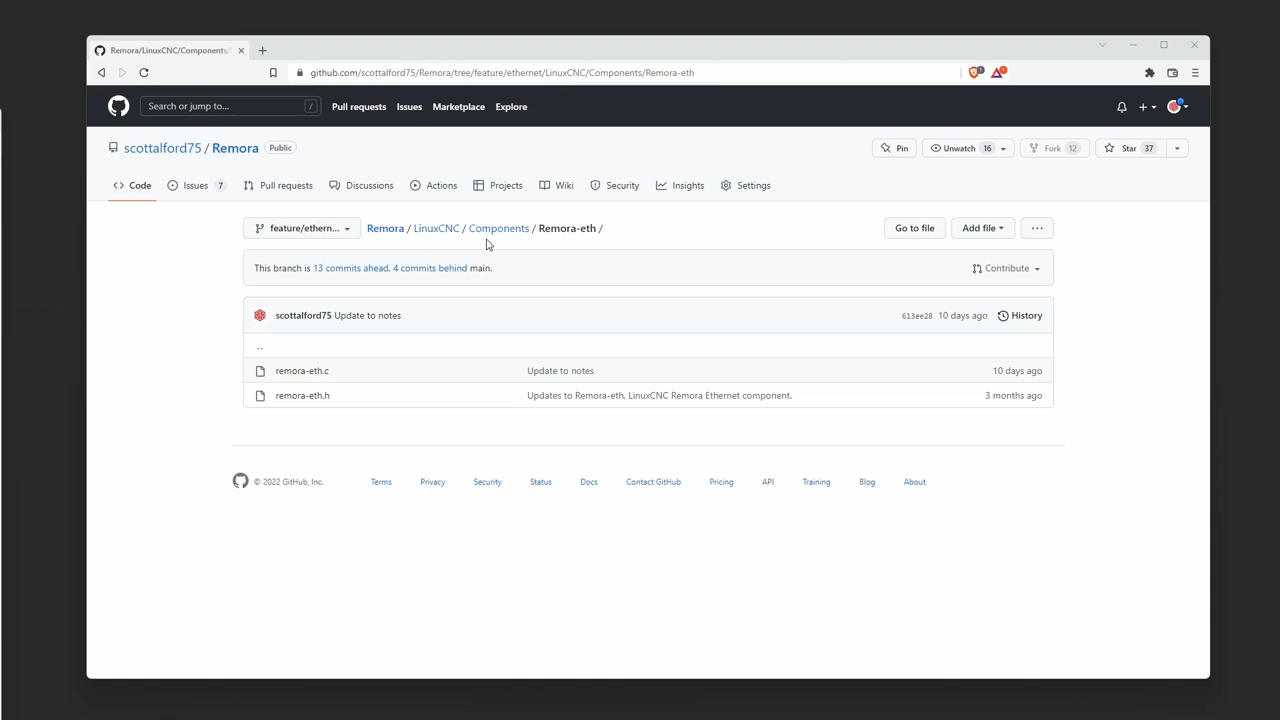 Remora/LinuxCNC/Components/
github.com/scottalford75/Remora/tree/feature/ethernet/LinuxCNC/Components/Remora-eth
Search or jump to... / Pull requests Issues Marketplace Explore
scottalford75 / Remora Public Pin Unwatch 16 Fork 12 Star 37
Code Issues 7 Pull requests Discussions Actions Projects Wiki Security Insights Settings
feature/ethern... Remora / LinuxCNC / Components / Remora-eth / Go to file Add file ...
This branch is 13 commits ahead, 4 commits behind main. Contribute
scottalford75 Update to notes 613ee28 10 days ago History
..
remora-eth.c Update to notes 10 days ago
remora-eth.h Updates to Remora-eth, LinuxCNC Remora Ethernet component. 3 months ago
© 2022 GitHub, Inc. Terms Privacy Security Status Docs Contact GitHub Pricing API Training Blog About